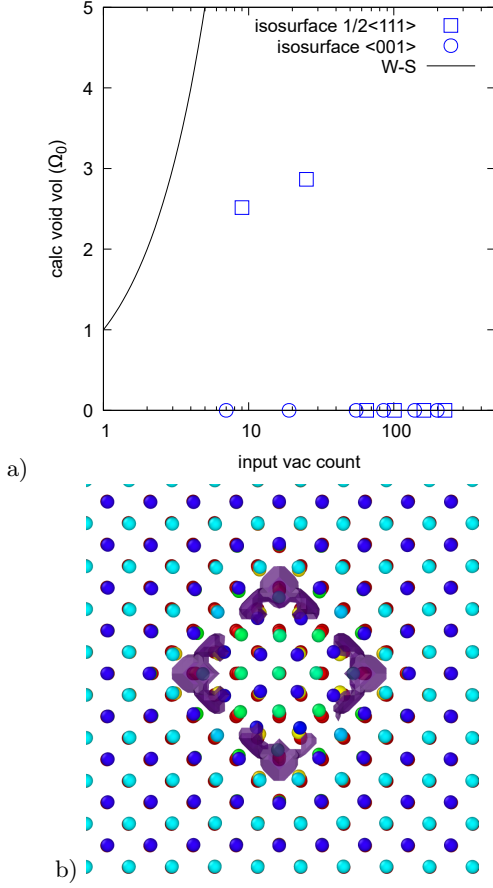 isosurface 1/2<111>
isosurface <001>
W-S
5
4
3
2
1
0
calc void vol (Ω₀)
1
10
100
input vac count
a)
b)